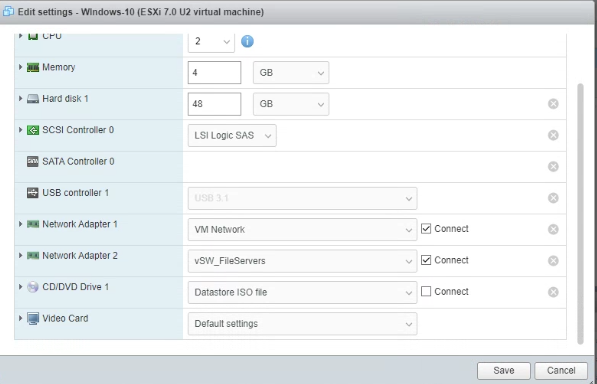 Edit settings - WIndows-10 (ESXi 7.0 U2 virtual machine)
CPU 2
Memory 4 GB
Hard disk 1 48 GB
SCSI Controller 0 LSI Logic SAS
SATA Controller 0
USB controller 1 USB 3.1
Network Adapter 1 VM Network Connect
Network Adapter 2 vSW_FileServers Connect
CD/DVD Drive 1 Datastore ISO file Connect
Video Card Default settings
Save Cancel